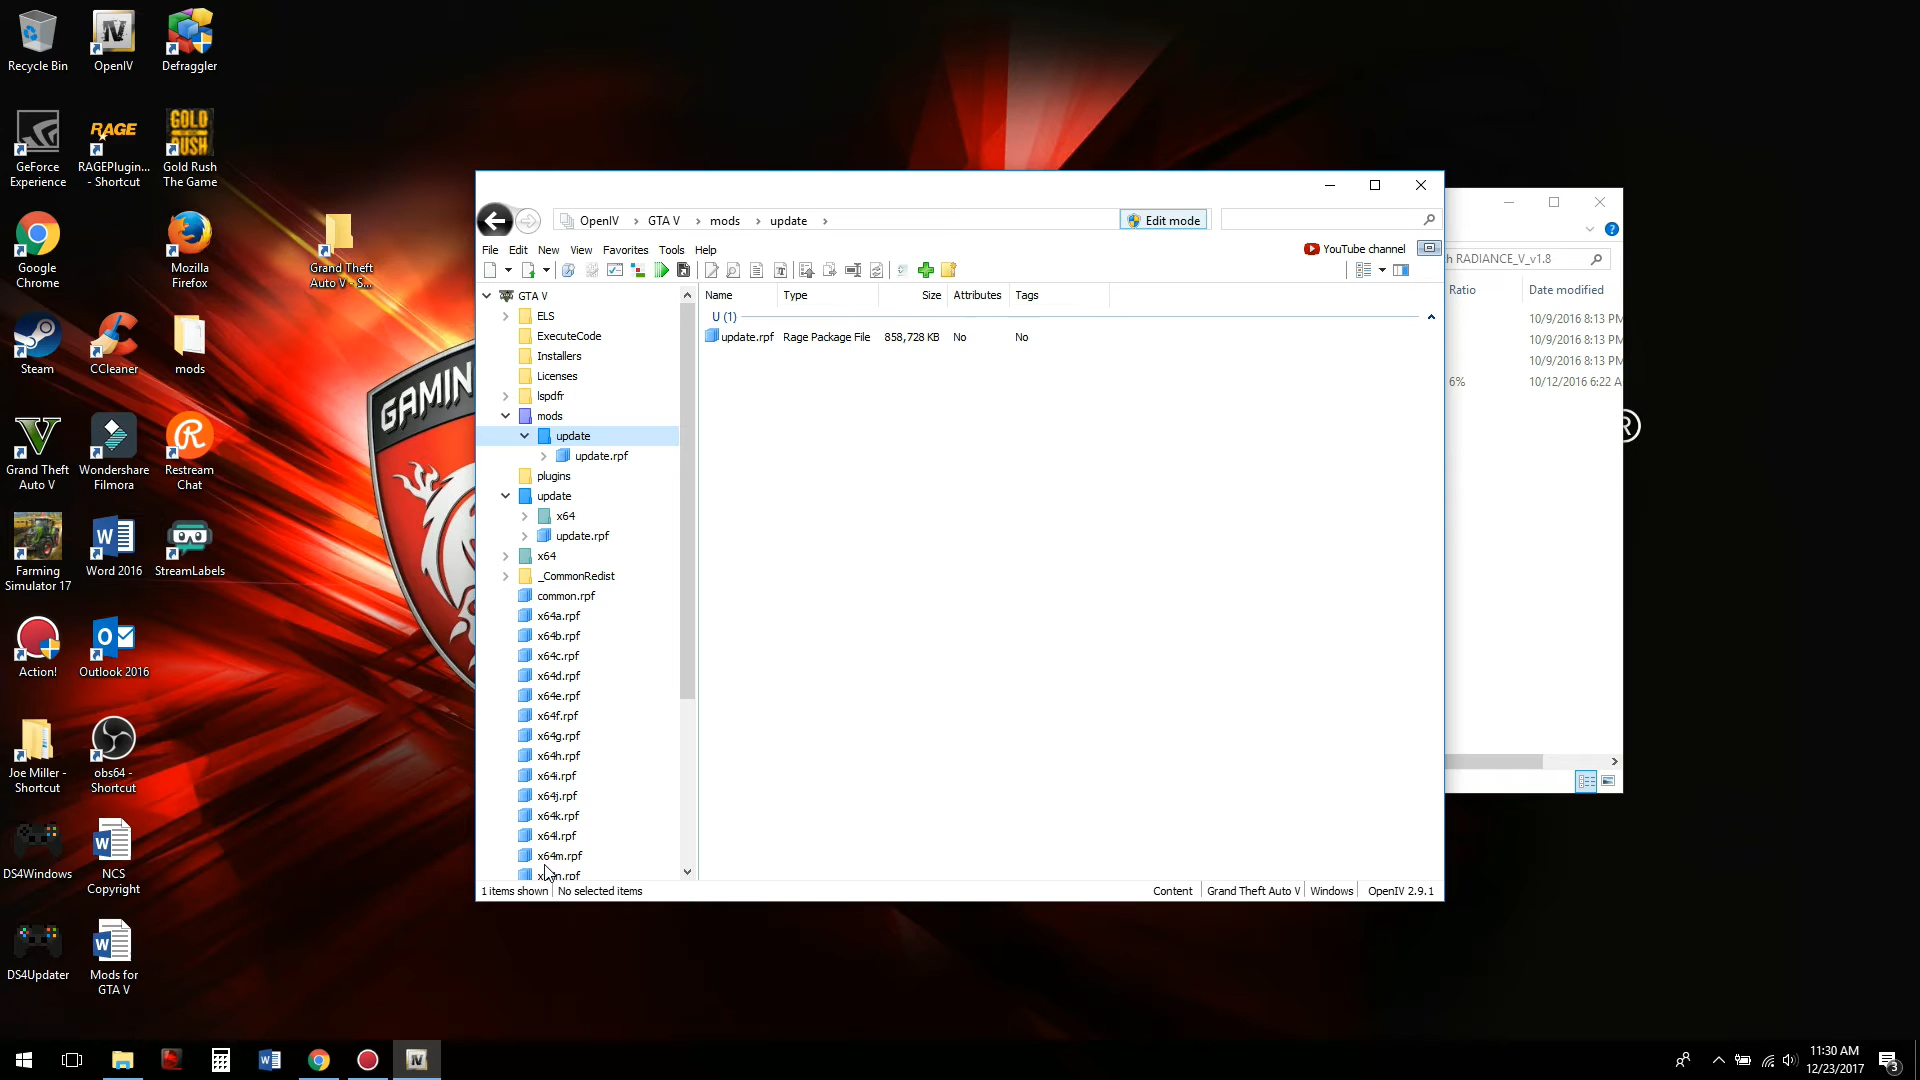 Recycle Bin
OpenIV
Defraggler
GeForce
Experience
RAGE
RAGEPlugin...
- Shortcut
GOLD
RUSH
Gold Rush
The Game
Google
Chrome
Mozilla
Firefox
Grand Theft
Auto V - S...
Steam
CCleaner
mods
Grand Theft
Auto V
Wondershare
Filmora
Restream
Chat
Farming
Simulator 17
Word 2016
StreamLabels
Action!
Outlook 2016
Joe Miller -
Shortcut
obs64 -
Shortcut
DS4Windows
NCS
Copyright
DS4Updater
Mods for
GTA V
GAMIN
OpenIV
GTA V
mods
update
Edit mode
File
Edit
New
View
Favorites
Tools
Help
YouTube channel
GTA V
ELS
ExecuteCode
Installers
Licenses
lspdfr
mods
update
update.rpf
plugins
update
x64
update.rpf
x64
_CommonRedist
common.rpf
x64a.rpf
x64b.rpf
x64c.rpf
x64d.rpf
x64e.rpf
x64f.rpf
x64g.rpf
x64h.rpf
x64i.rpf
x64j.rpf
x64k.rpf
x64l.rpf
x64m.rpf
Name Type Size Attributes Tags
U (1)
update.rpf Rage Package File 858,728 KB No No
1 items shown
No selected items
Content
Grand Theft Auto V
Windows
OpenIV 2.9.1
RADIANCE_V_v1.8
Ratio
Date modified
10/9/2016 8:13 PM
10/9/2016 8:13 PM
10/9/2016 8:13 PM
6%
10/12/2016 6:22 A
®
11:30 AM
12/23/2017
3